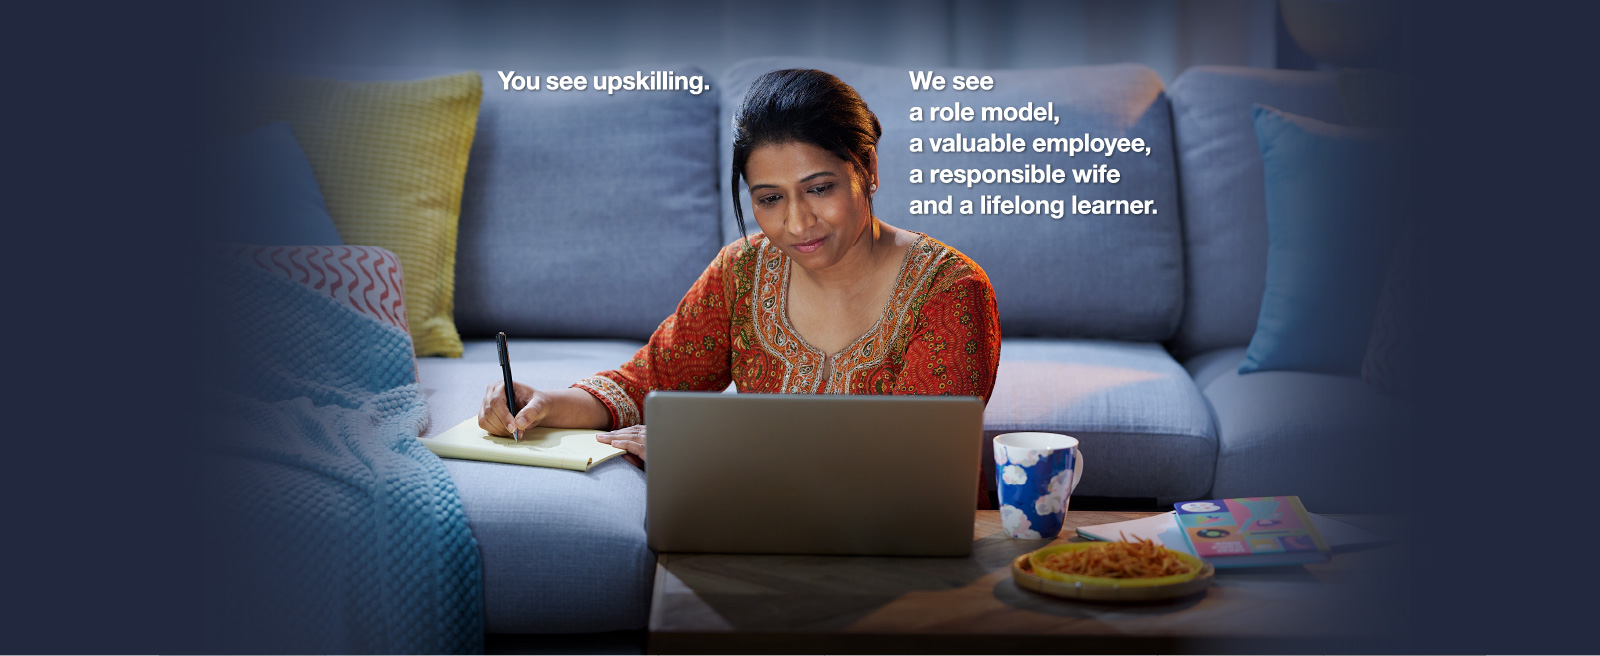 You see upskilling.
We see
a role model,
a valuable employee,
a responsible wife
and a lifelong learner.